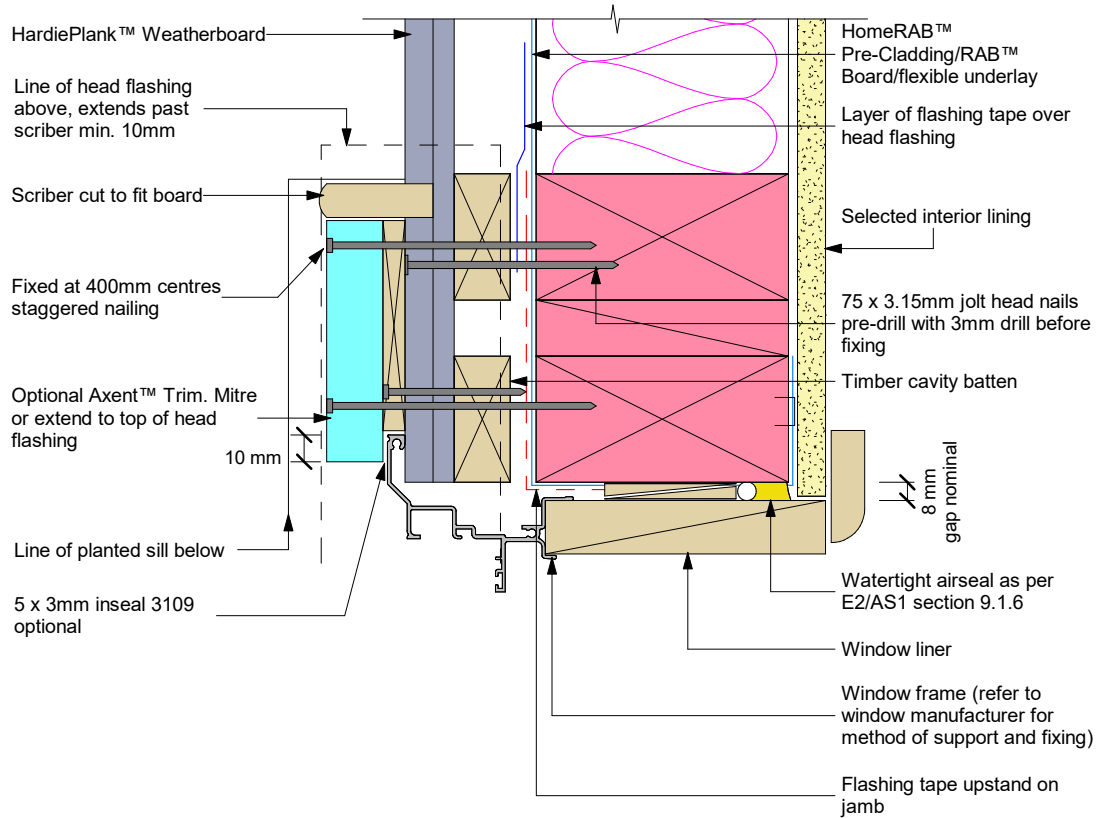 HardiePlank™ Weatherboard
Line of head flashing
above, extends past
scriber min. 10mm
Scriber cut to fit board
Fixed at 400mm centres
staggered nailing
Optional Axent™ Trim. Mitre
or extend to top of head
flashing
10 mm
Line of planted sill below
5 x 3mm inseal 3109
optional
HomeRAB™
Pre-Cladding/RAB™
Board/flexible underlay
Layer of flashing tape over
head flashing
Selected interior lining
75 x 3.15mm jolt head nails
pre-drill with 3mm drill before
fixing
Timber cavity batten
8 mm
gap nominal
Watertight airseal as per
E2/AS1 section 9.1.6
Window liner
Window frame (refer to
window manufacturer for
method of support and fixing)
Flashing tape upstand on
jamb